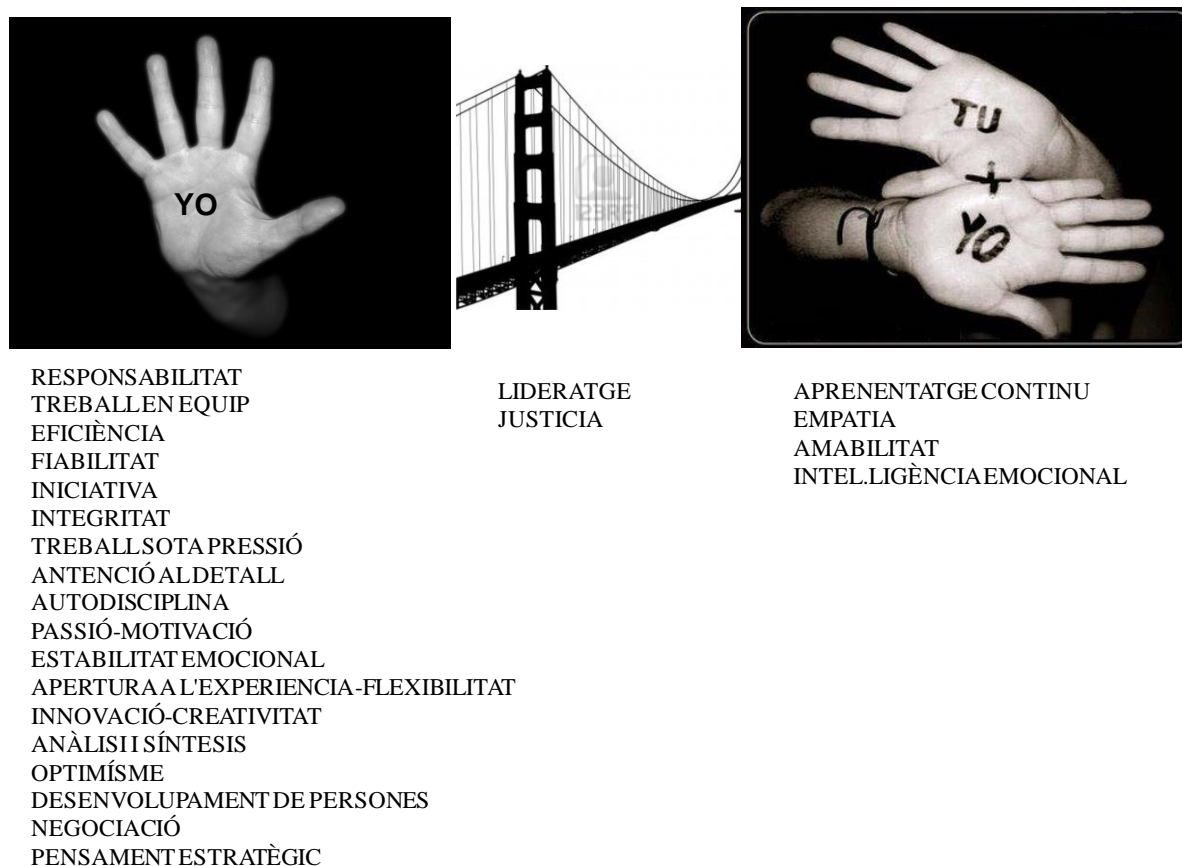 YO
TU
+
YO
RESPONSABILITAT
TREBALL EN EQUIP
EFICIÈNCIA
FIABILITAT
INICIATIVA
INTEGRITAT
TREBALL SOTA PRESSIÓ
ANTENCIÓ AL DETALL
AUTODISCIPLINA
PASSIÓ-MOTIVACIÓ
ESTABILITAT EMOCIONAL
APERTURA A L'EXPERIENCIA-FLEXIBILITAT
INNOVACIÓ-CREATIVITAT
ANÀLISI I SÍNTESIS
OPTIMÍSME
DESENVOLUPAMENT DE PERSONES
NEGOCIACIÓ
PENSAMENT ESTRATÈGIC
LIDERATGE
JUSTICIA
APRENENTATGE CONTINU
EMPATIA
AMABILITAT
INTEL.LIGÈNCIA EMOCIONAL